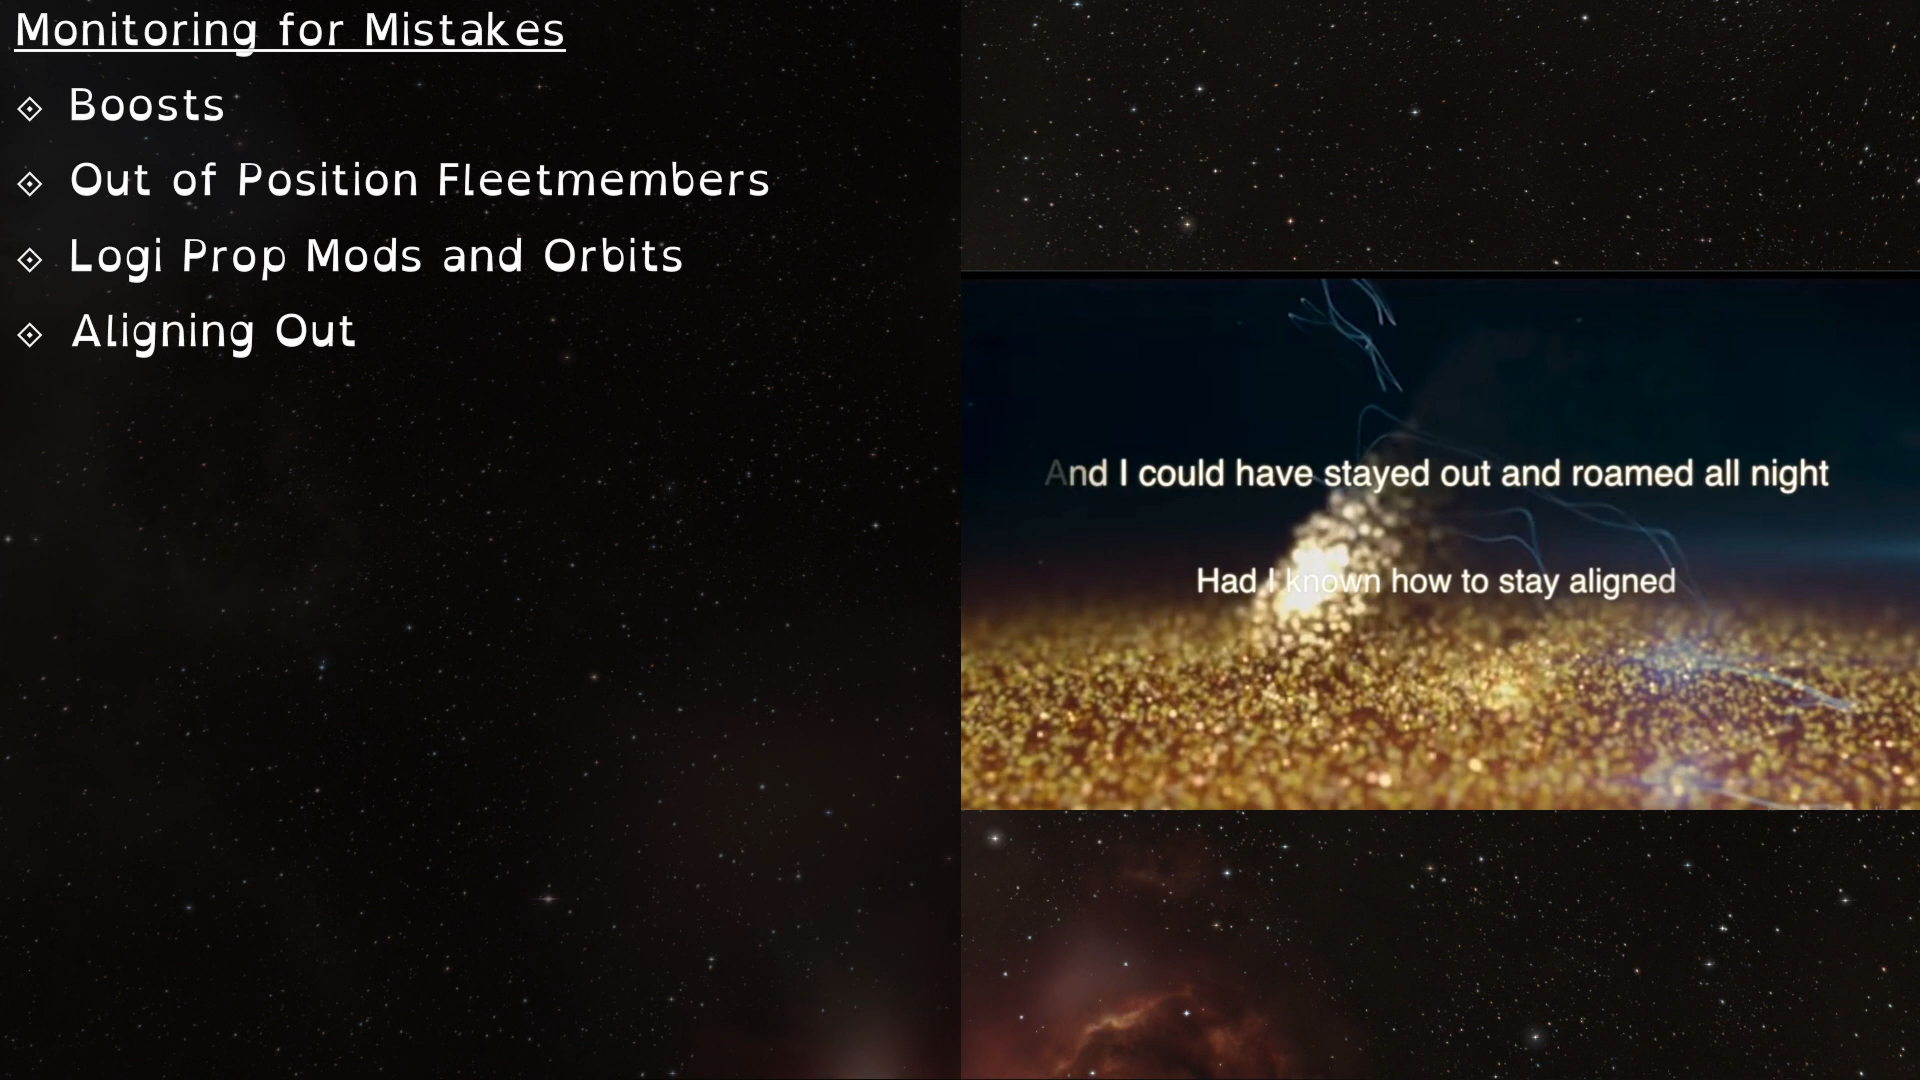 Monitoring for Mistakes
Boosts
Out of Position Fleetmembers
Logi Prop Mods and Orbits
Aligning Out
And I could have stayed out and roamed all night
Had I known how to stay aligned